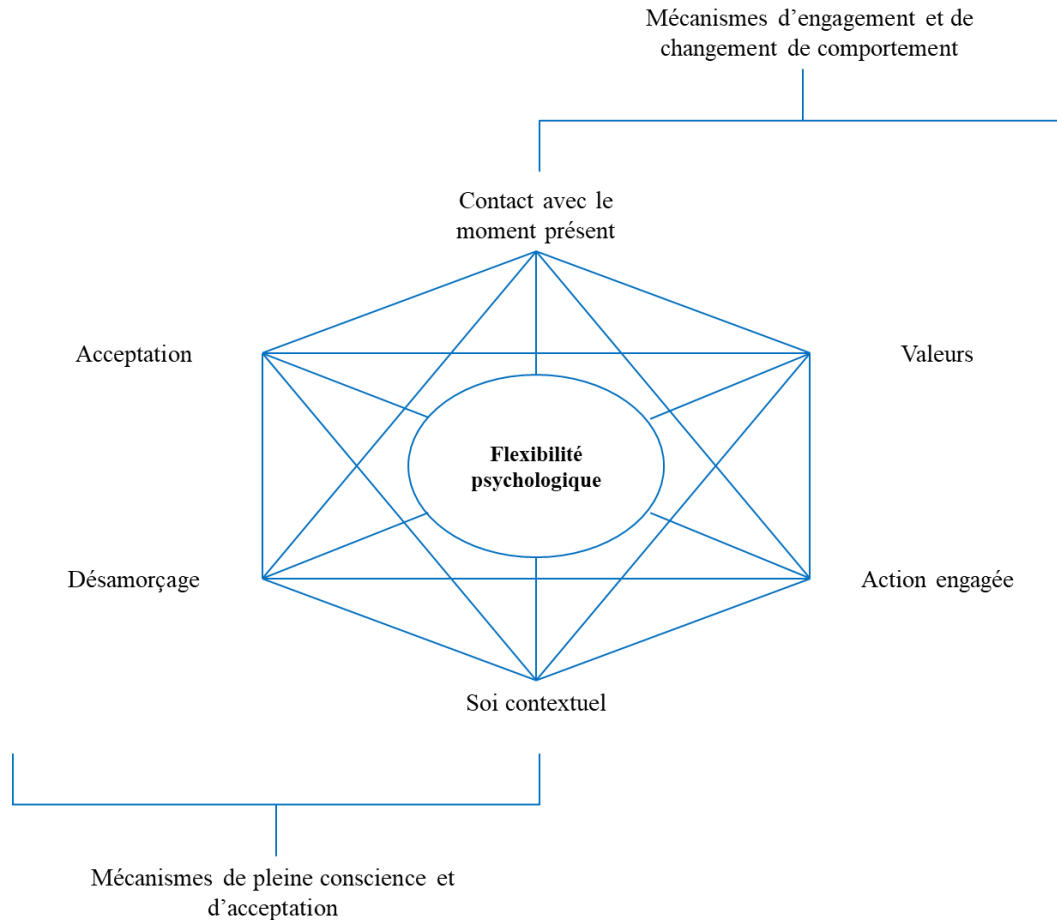 Mécanismes d’engagement et de
changement de comportement
Contact avec le
moment présent
Acceptation
Valeurs
Flexibilité
psychologique
Désamorçage
Action engagée
Soi contextuel
Mécanismes de pleine conscience et
d’acceptation